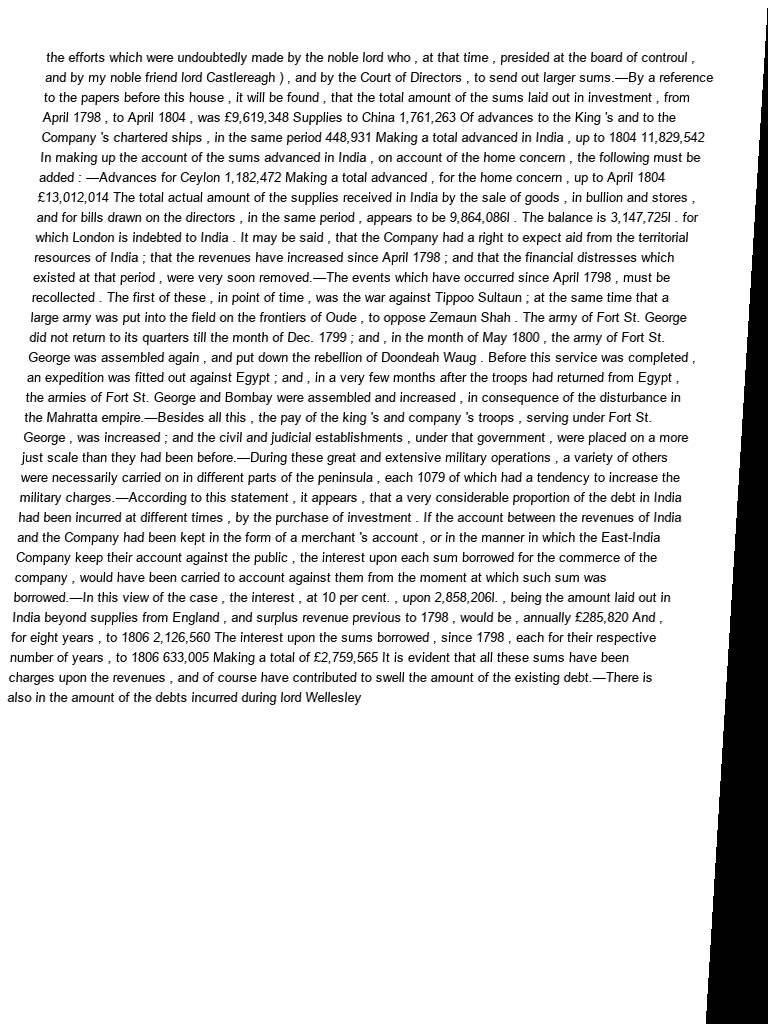 the efforts which were undoubtedly made by the noble lord who , at that time , presided at the board of controul ,
and by my noble friend lord Castlereagh ) , and by the Court of Directors , to send out larger sums.—By a reference
to the papers before this house , it will be found , that the total amount of the sums laid out in investment , from
April 1798 , to April 1804 , was £9,619,348 Supplies to China 1,761,263 Of advances to the King 's and to the
Company 's chartered ships , in the same period 448,931 Making a total advanced in India , up to 1804 11,829,542
In making up the account of the sums advanced in India , on account of the home concern , the following must be
added : —Advances for Ceylon 1,182,472 Making a total advanced , for the home concern , up to April 1804
£13,012,014 The total actual amount of the supplies received in India by the sale of goods , in bullion and stores ,
and for bills drawn on the directors , in the same period , appears to be 9,864,086l . The balance is 3,147,725l . for
which London is indebted to India . It may be said , that the Company had a right to expect aid from the territorial
resources of India ; that the revenues have increased since April 1798 ; and that the financial distresses which
existed at that period , were very soon removed.—The events which have occurred since April 1798 , must be
recollected . The first of these , in point of time , was the war against Tippoo Sultaun ; at the same time that a
large army was put into the field on the frontiers of Oude , to oppose Zemaun Shah . The army of Fort St. George
did not return to its quarters till the month of Dec. 1799 ; and , in the month of May 1800 , the army of Fort St.
George was assembled again , and put down the rebellion of Doondeah Waug . Before this service was completed ,
an expedition was fitted out against Egypt ; and , in a very few months after the troops had returned from Egypt ,
the armies of Fort St. George and Bombay were assembled and increased , in consequence of the disturbance in
the Mahratta empire.—Besides all this , the pay of the king 's and company 's troops , serving under Fort St.
George , was increased ; and the civil and judicial establishments , under that government , were placed on a more
just scale than they had been before.—During these great and extensive military operations , a variety of others
were necessarily carried on in different parts of the peninsula , each 1079 of which had a tendency to increase the
military charges.—According to this statement , it appears , that a very considerable proportion of the debt in India
had been incurred at different times , by the purchase of investment . If the account between the revenues of India
and the Company had been kept in the form of a merchant 's account , or in the manner in which the East-India
Company keep their account against the public , the interest upon each sum borrowed for the commerce of the
company , would have been carried to account against them from the moment at which such sum was
borrowed.—In this view of the case , the interest , at 10 per cent. , upon 2,858,206l. , being the amount laid out in
India beyond supplies from England , and surplus revenue previous to 1798 , would be , annually £285,820 And ,
for eight years , to 1806 2,126,560 The interest upon the sums borrowed , since 1798 , each for their respective
number of years , to 1806 633,005 Making a total of £2,759,565 It is evident that all these sums have been
charges upon the revenues , and of course have contributed to swell the amount of the existing debt.—There is
also in the amount of the debts incurred during lord Wellesley